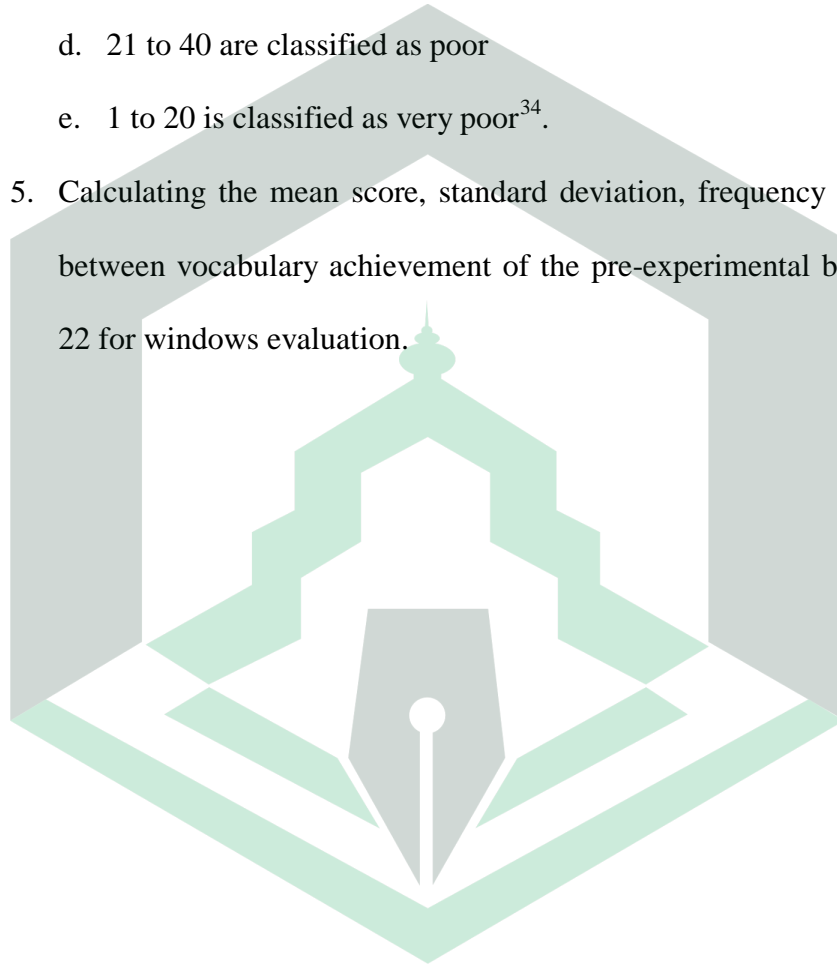 d. 21 to 40 are classified as poor
e. 1 to 20 is classified as very poor34.
5. Calculating the mean score, standard deviation, frequency
between vocabulary achievement of the pre-experimental b
22 for windows evaluation.